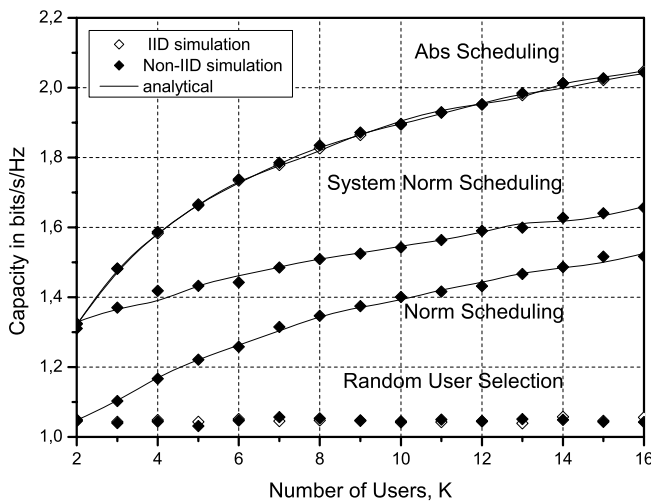 2,2
2,0
1,8
1,6
1,4
1,2
1,0
Capacity in bits/s/Hz
IID simulation
Non-IID simulation
analytical
Abs Scheduling
System Norm Scheduling
Norm Scheduling
Random User Selection
2 4 6 8 10 12 14 16
Number of Users, K